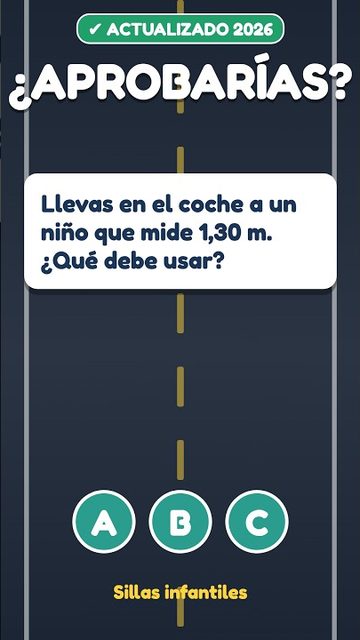 ✔ ACTUALIZADO 2026
¿APROBARÍAS?
Llevas en el coche a un
niño que mide 1,30 m.
¿Qué debe usar?
A B C
Sillas infantiles